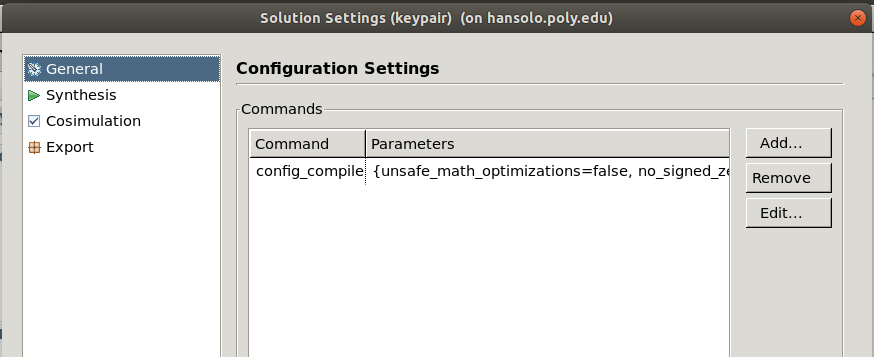 Solution Settings (keypair) (on hansolo.poly.edu)
General
Synthesis
Cosimulation
Export
Configuration Settings
Commands
Command Parameters
config_compile {unsafe_math_optimizations=false, no_signed_ze
Add...
Remove
Edit...